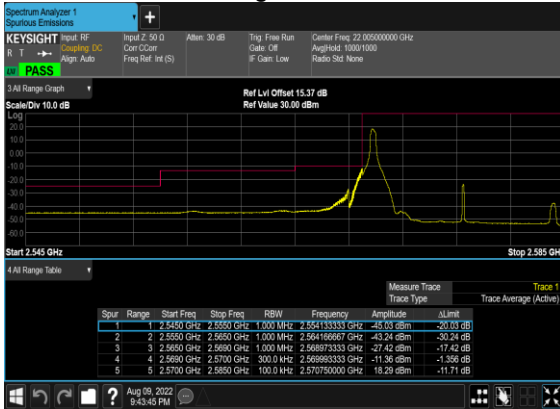 Spectrum Analyzer 1
Spurious Emissions
+
KEYSIGHT Input: RF Input Z: 50 Ω Atten: 30 dB Trig: Free Run Center Freq: 22.005000000 GHz
R T Coupling: DC Corr CCorr Gate: Off Avg|Hold: 1000/1000
Align: Auto Freq Ref: Int (S) IF Gain: Low Radio Std: None
PASS
3 All Range Graph
Ref Lvl Offset 15.37 dB
Scale/Div 10.0 dB Ref Value 30.00 dBm
Log
20.0
10.0
0.00
-10.0
-20.0
-30.0
-40.0
-50.0
-60.0
Start 2.545 GHz Stop 2.585 GH
4 All Range Table
Measure Trace Trace 1
Trace Type Trace Average (Active)
Spur Range Start Freq Stop Freq RBW Frequency Amplitude ΔLimit
1 1 2.5450 GHz 2.5550 GHz 1.000 MHz 2.554133333 GHz -45.03 dBm -20.03 dB
2 2 2.5550 GHz 2.5650 GHz 1.000 MHz 2.564166667 GHz -43.24 dBm -30.24 dB
3 3 2.5650 GHz 2.5690 GHz 1.000 MHz 2.568973333 GHz -27.42 dBm -17.42 dB
4 4 2.5690 GHz 2.5700 GHz 300.0 kHz 2.569993333 GHz -11.36 dBm -1.356 dB
5 5 2.5700 GHz 2.5850 GHz 100.0 kHz 2.570750000 GHz 18.29 dBm -11.71 dB
? Aug 09, 2022
9:43:45 PM